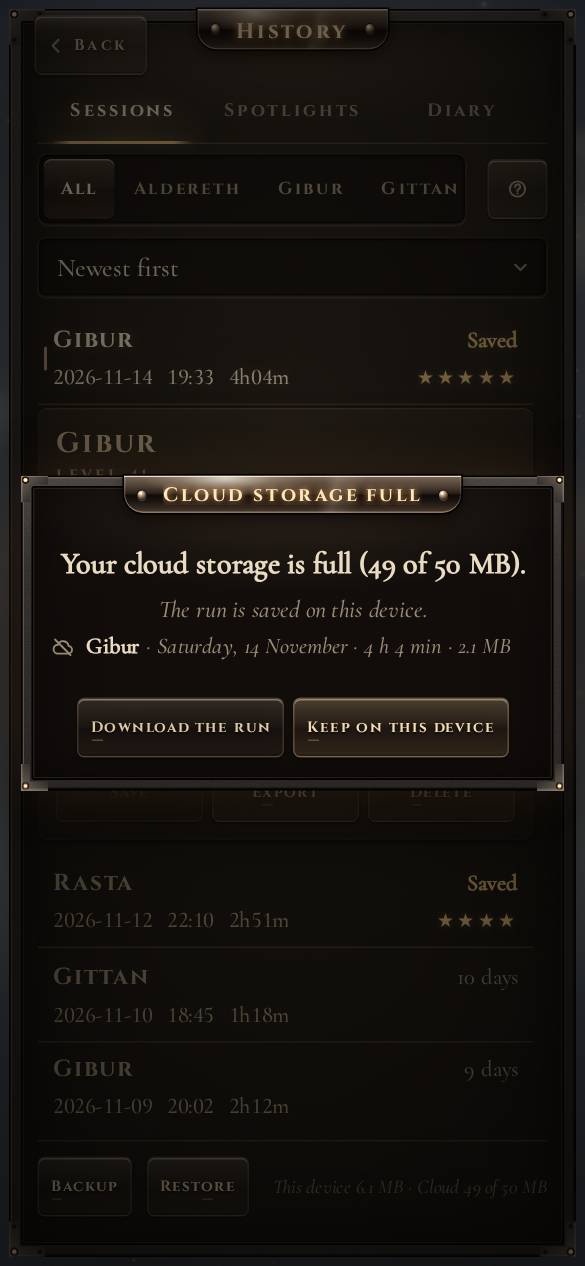 Back
History
Sessions Spotlights Diary
All Aldereth Gibur Gittan
Newest first
Gibur Saved
2026-11-14 19:33 4h04m ★★★★★
Gibur
Cloud storage full
Your cloud storage is full (49 of 50 MB).
The run is saved on this device.
Gibur · Saturday, 14 November · 4 h 4 min · 2.1 MB
Download the run Keep on this device
Save Export Delete
Rasta Saved
2026-11-12 22:10 2h51m ★★★★
Gittan 10 days
2026-11-10 18:45 1h18m
Gibur 9 days
2026-11-09 20:02 2h12m
Backup Restore This device 6.1 MB · Cloud 49 of 50 MB